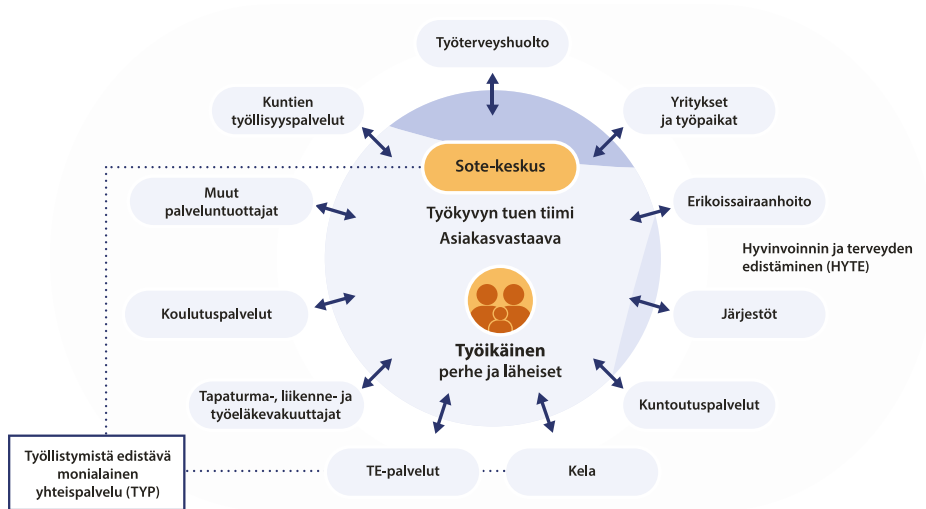 Työterveyshuolto
Kuntien
työllisyyspalvelut
Yritykset
ja työpaikat
Sote-keskus
Muut
palveluntuottajat
Työkyvyn tuen tiimi
Asiakasvastaava
Erikoissairaanhoito
Hyvinvoinnin ja terveyden
edistäminen (HYTE)
Koulutuspalvelut
Järjestöt
Työikäinen
perhe ja läheiset
Tapaturma-, liikenne- ja
työeläkevakuuttajat
Kuntoutuspalvelut
Työllistymistä edistävä
monialainen
yhteispalvelu (TYP)
TE-palvelut
Kela